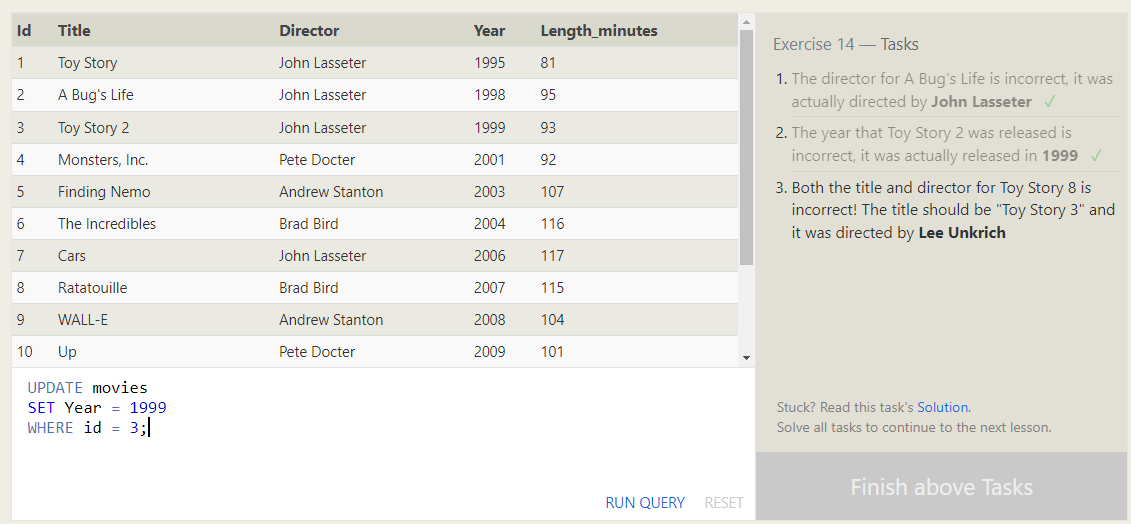 Id Title Director Year Length_minutes
1 Toy Story John Lasseter 1995 81
2 A Bug's Life John Lasseter 1998 95
3 Toy Story 2 John Lasseter 1999 93
4 Monsters, Inc. Pete Docter 2001 92
5 Finding Nemo Andrew Stanton 2003 107
6 The Incredibles Brad Bird 2004 116
7 Cars John Lasseter 2006 117
8 Ratatouille Brad Bird 2007 115
9 WALL-E Andrew Stanton 2008 104
10 Up Pete Docter 2009 101
UPDATE movies
SET Year = 1999
WHERE id = 3;
RUN QUERY RESET
Exercise 14 — Tasks
1. The director for A Bug's Life is incorrect, it was
actually directed by John Lasseter ✓
2. The year that Toy Story 2 was released is
incorrect, it was actually released in 1999 ✓
3. Both the title and director for Toy Story 8 is
incorrect! The title should be "Toy Story 3" and
it was directed by Lee Unkrich
Stuck? Read this task's Solution.
Solve all tasks to continue to the next lesson.
Finish above Tasks